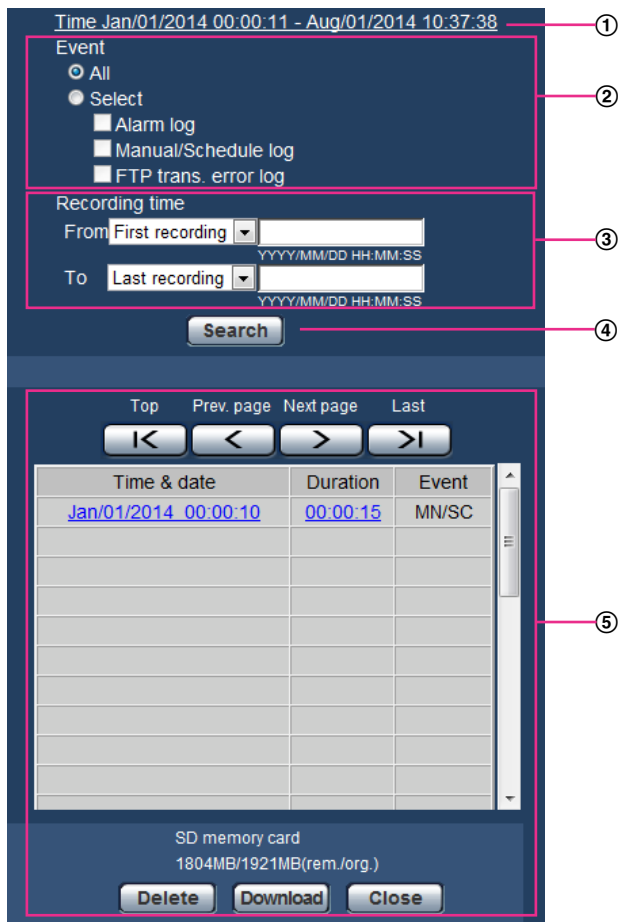 Time Jan/01/2014 00:00:11 - Aug/01/2014 10:37:38 ①
Event
All
Select ②
Alarm log
Manual/Schedule log
FTP trans. error log
Recording time
From First recording ③
YYYY/MM/DD HH:MM:SS
To Last recording
YYYY/MM/DD HH:MM:SS
Search ④
Top Prev. page Next page Last
I< < > >I
Time & date Duration Event
Jan/01/2014 00:00:10 00:00:15 MN/SC
⑤
SD memory card
1804MB/1921MB(rem./org.)
Delete Download Close